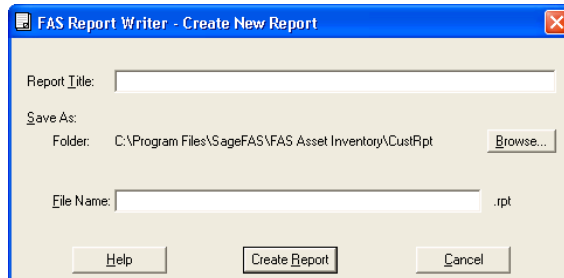 FAS Report Writer - Create New Report
Report Title:
Save As:
Folder: C:\Program Files\SageFAS\FAS Asset Inventory\CustRpt Browse...
File Name: .rpt
Help Create Report Cancel